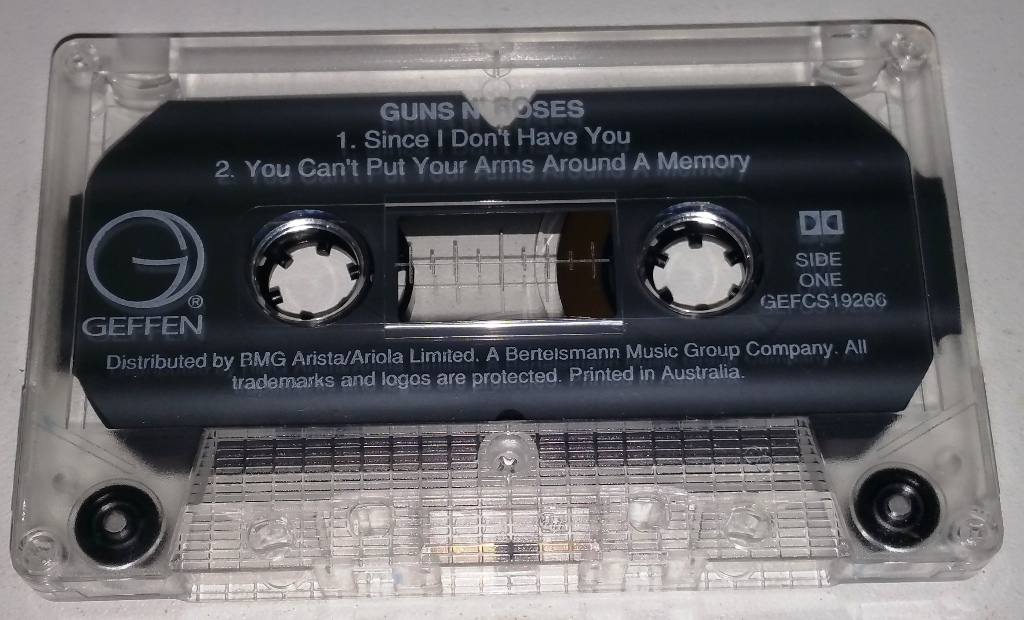 GUNS N' ROSES
1. Since I Don't Have You
2. You Can't Put Your Arms Around A Memory
GEFFEN ®
SIDE
ONE
GEFCS19266
Distributed by BMG Arista/Ariola Limited. A Bertelsmann Music Group Company. All
trademarks and logos are protected. Printed in Australia.